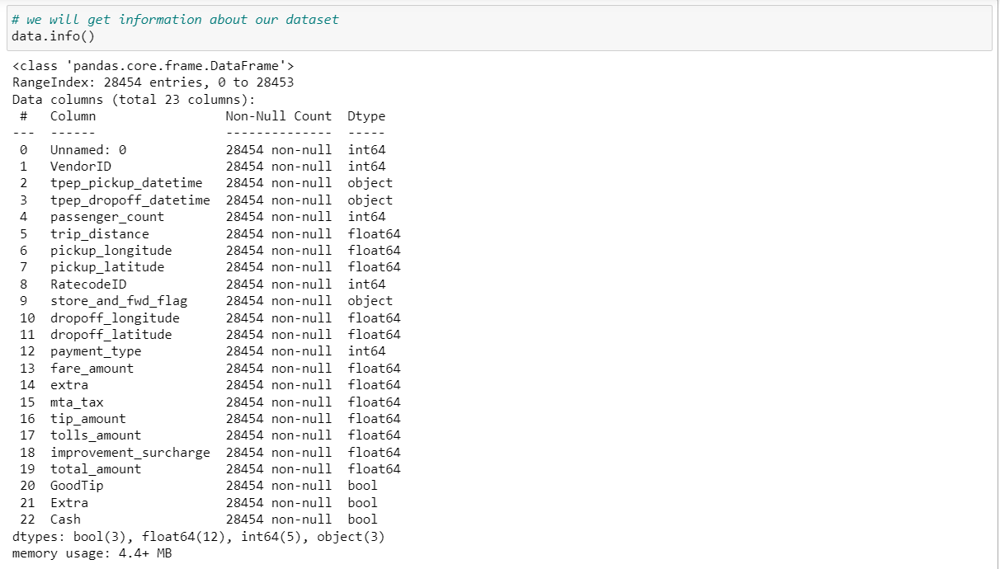 # we will get information about our dataset
data.info()
<class 'pandas.core.frame.DataFrame'>
RangeIndex: 28454 entries, 0 to 28453
Data columns (total 23 columns):
 #   Column                 Non-Null Count  Dtype
---  ------                 --------------  -----
 0   Unnamed: 0             28454 non-null  int64
 1   VendorID               28454 non-null  int64
 2   tpep_pickup_datetime   28454 non-null  object
 3   tpep_dropoff_datetime  28454 non-null  object
 4   passenger_count        28454 non-null  int64
 5   trip_distance          28454 non-null  float64
 6   pickup_longitude       28454 non-null  float64
 7   pickup_latitude        28454 non-null  float64
 8   RatecodeID             28454 non-null  int64
 9   store_and_fwd_flag     28454 non-null  object
 10  dropoff_longitude      28454 non-null  float64
 11  dropoff_latitude       28454 non-null  float64
 12  payment_type           28454 non-null  int64
 13  fare_amount            28454 non-null  float64
 14  extra                  28454 non-null  float64
 15  mta_tax                28454 non-null  float64
 16  tip_amount             28454 non-null  float64
 17  tolls_amount           28454 non-null  float64
 18  improvement_surcharge  28454 non-null  float64
 19  total_amount           28454 non-null  float64
 20  GoodTip                28454 non-null  bool
 21  Extra                  28454 non-null  bool
 22  Cash                   28454 non-null  bool
dtypes: bool(3), float64(12), int64(5), object(3)
memory usage: 4.4+ MB